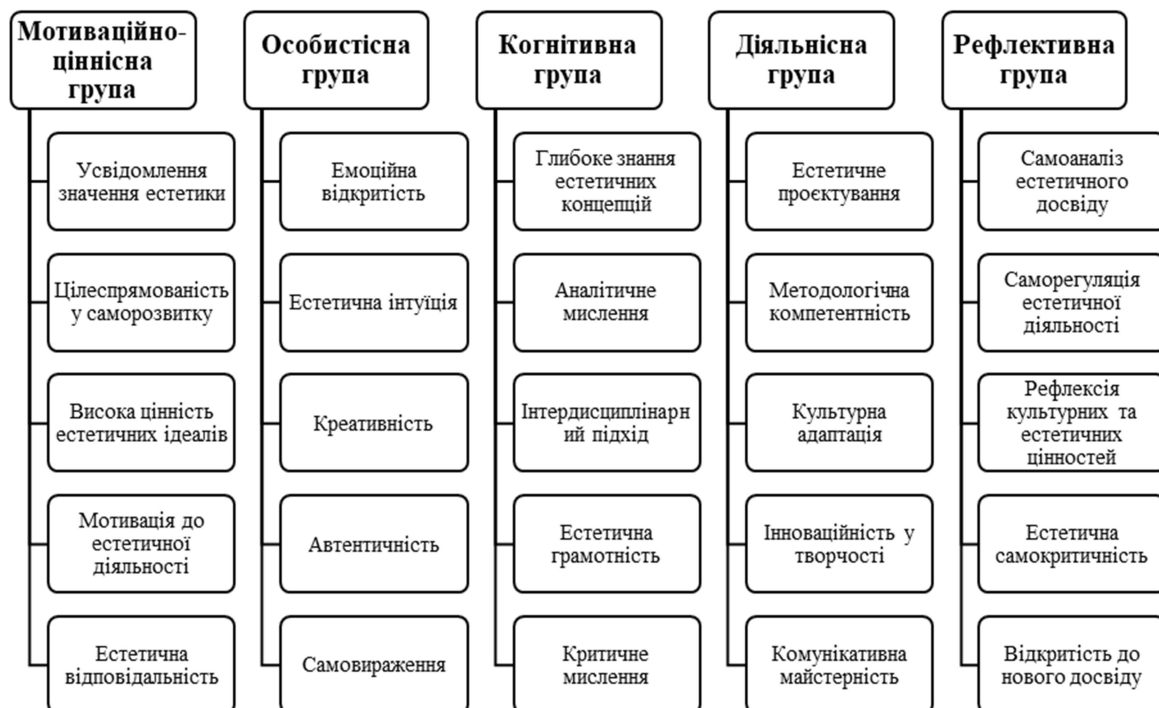 Мотиваційно-
ціннісна
група
Усвідомлення
значення естетики
Цілеспрямованість
у саморозвитку
Висока цінність
естетичних ідеалів
Мотивація до
естетичної
діяльності
Естетична
відповідальність
Особистісна
група
Емоційна
відкритість
Естетична інтуїція
Креативність
Автентичність
Самовираження
Когнітивна
група
Глибоке знання
естетичних
концепцій
Аналітичне
мислення
Інтердисциплінарн
ий підхід
Естетична
грамотність
Критичне
мислення
Діяльнісна
група
Естетичне
проєктування
Методологічна
компетентність
Культурна
адаптація
Інноваційність у
творчості
Комунікативна
майстерність
Рефлективна
група
Самоаналіз
естетичного
досвіду
Саморегуляція
естетичної
діяльності
Рефлексія
культурних та
естетичних
цінностей
Естетична
самокритичність
Відкритість до
нового досвіду